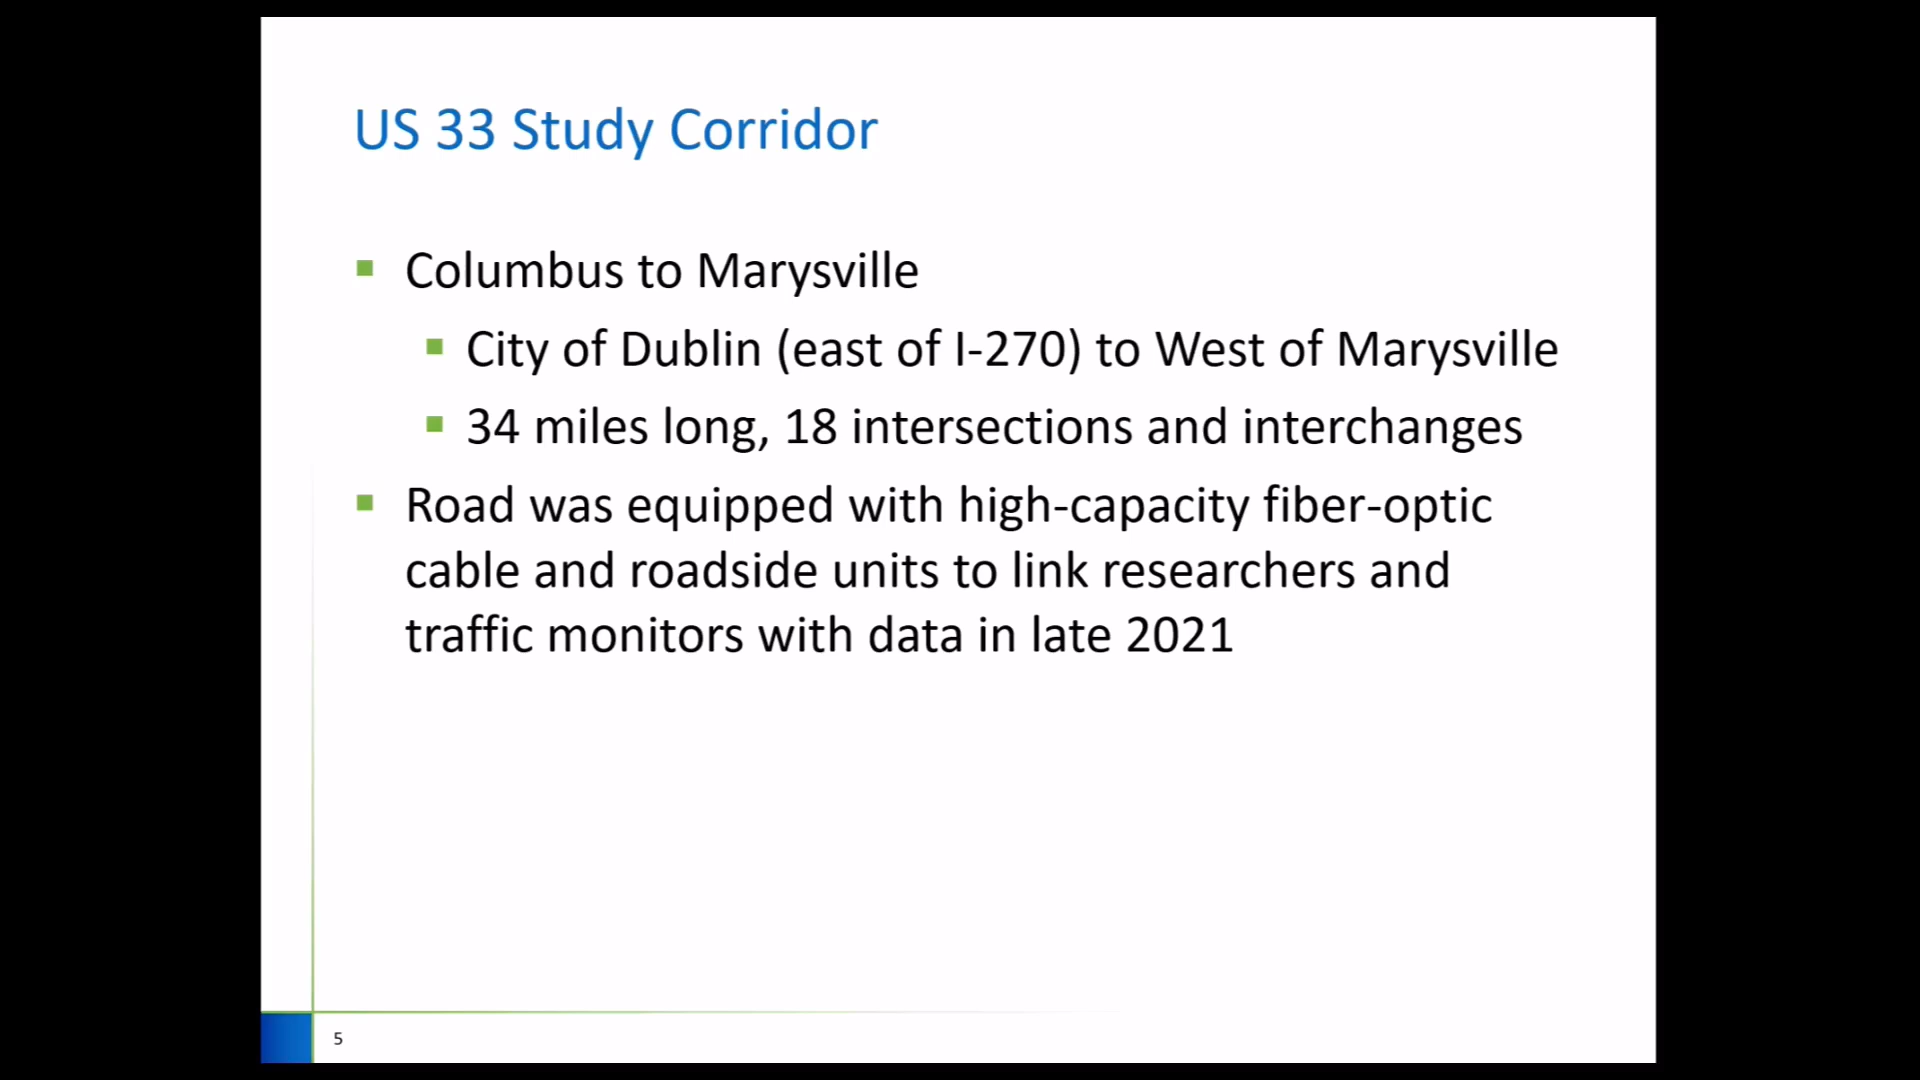 US 33 Study Corridor
Columbus to Marysville
City of Dublin (east of I-270) to West of Marysville
34 miles long, 18 intersections and interchanges
Road was equipped with high-capacity fiber-optic
cable and roadside units to link researchers and
traffic monitors with data in late 2021
5